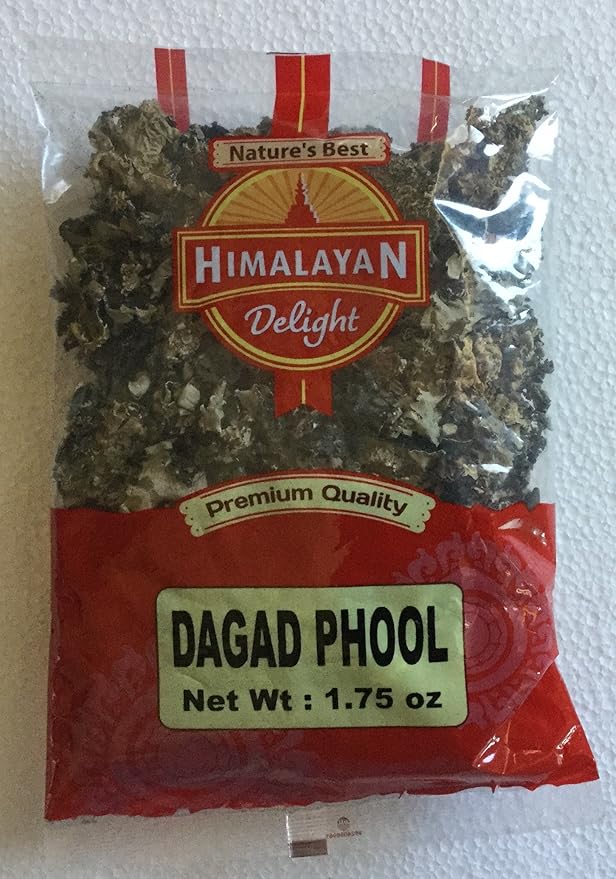 Nature's Best
HIMALAYAN
Delight
Premium Quality
DAGAD PHOOL
Net Wt : 1.75 oz